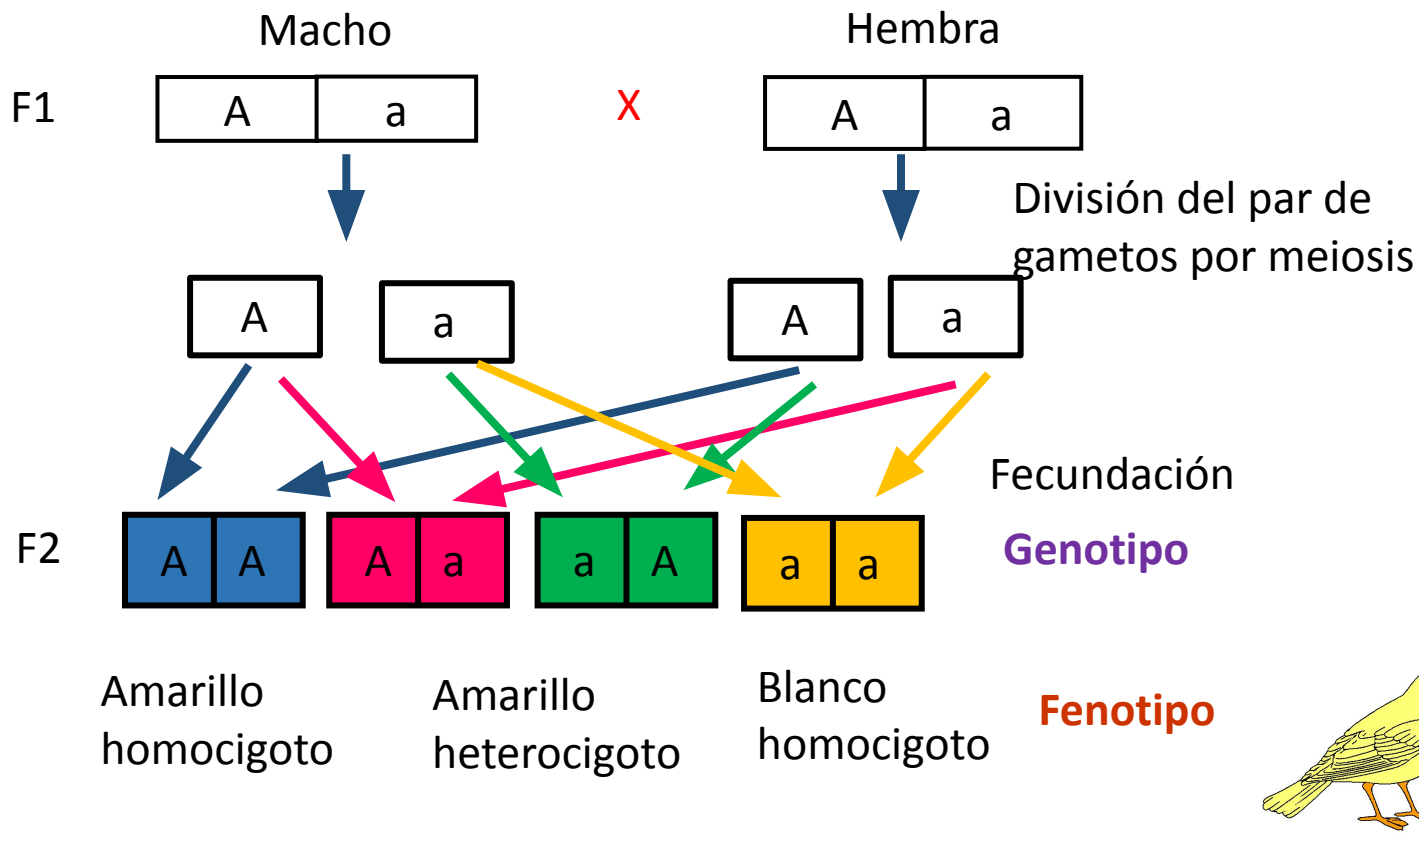 Macho
Hembra
F1
A
a
X
A
a
División del par de
gametos por meiosis
A
a
A
a
Fecundación
F2
A
A
A
a
a
A
a
a
Genotipo
Amarillo
homocigoto
Amarillo
heterocigoto
Blanco
homocigoto
Fenotipo